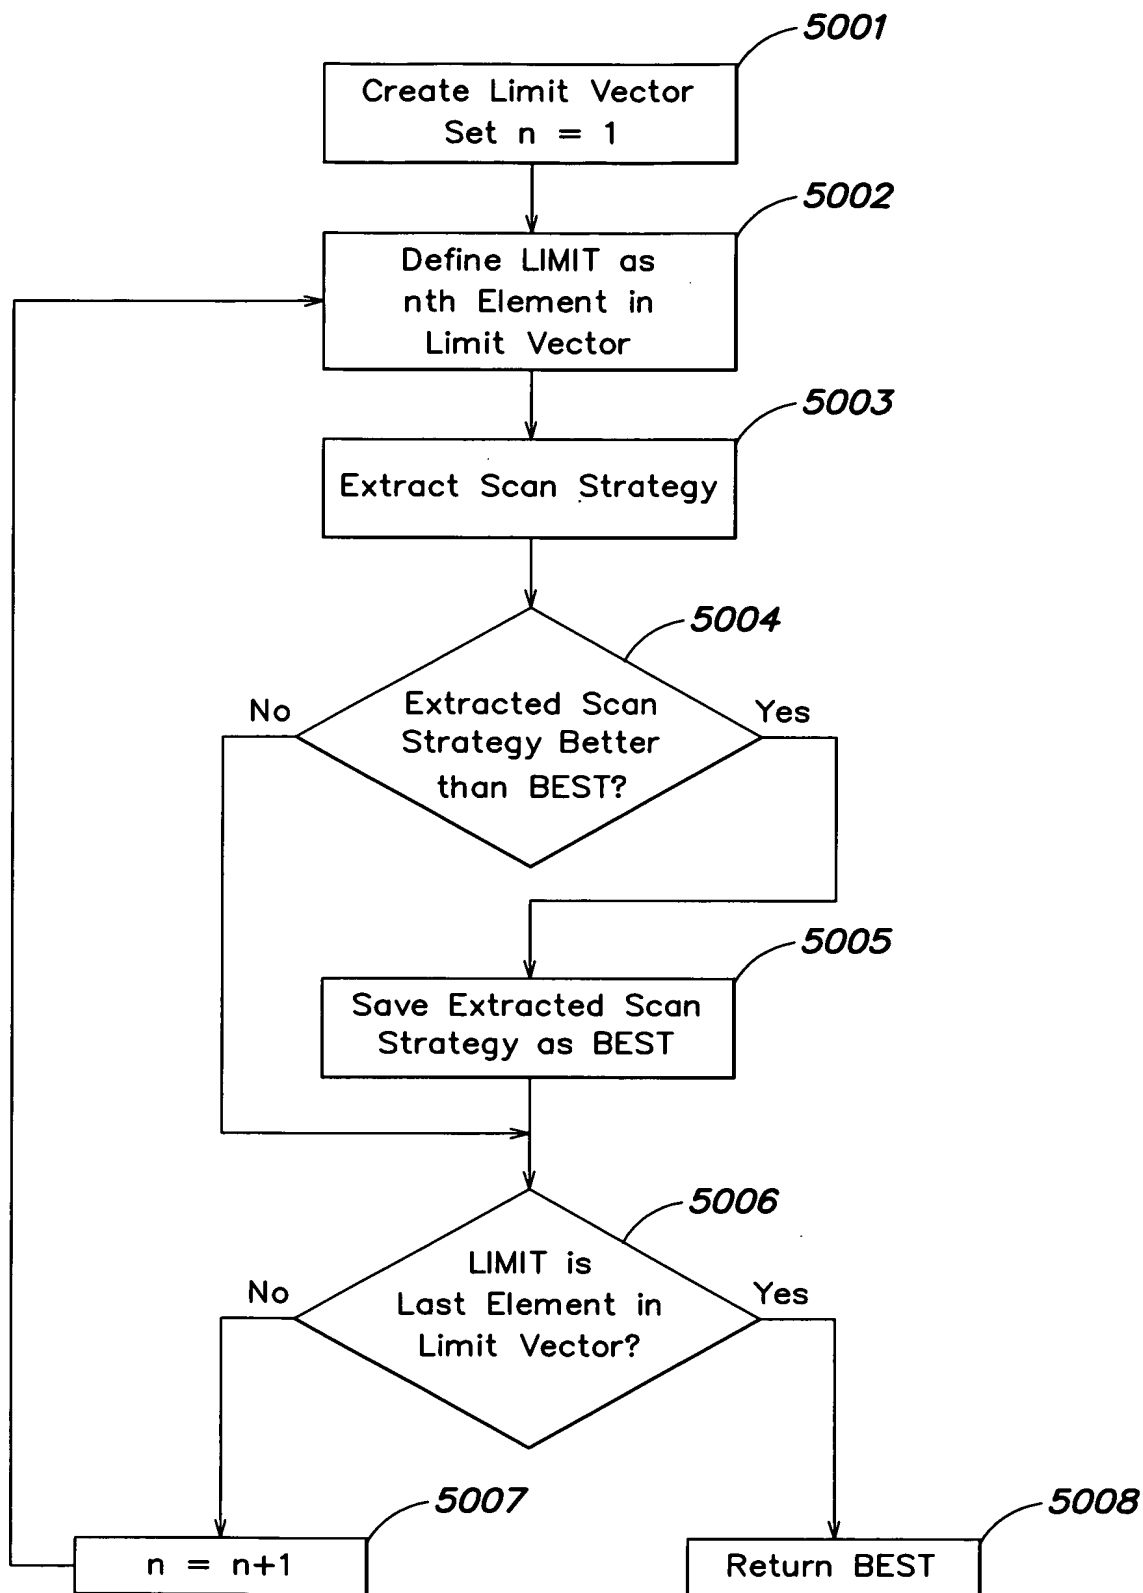 5001
Create Limit Vector
Set n = 1
5002
Define LIMIT as
nth Element in
Limit Vector
5003
Extract Scan Strategy
5004
No
Extracted Scan
Strategy Better
than BEST?
Yes
5005
Save Extracted Scan
Strategy as BEST
5006
No
LIMIT is
Last Element in
Limit Vector?
Yes
5007
n = n+1
5008
Return BEST